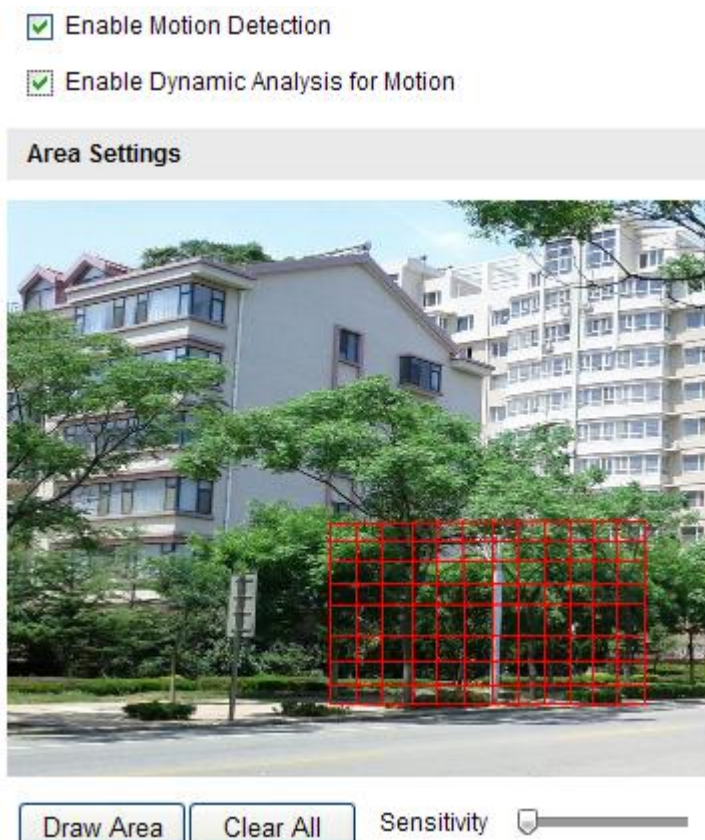 Enable Motion Detection
Enable Dynamic Analysis for Motion
Area Settings
Draw Area Clear All Sensitivity